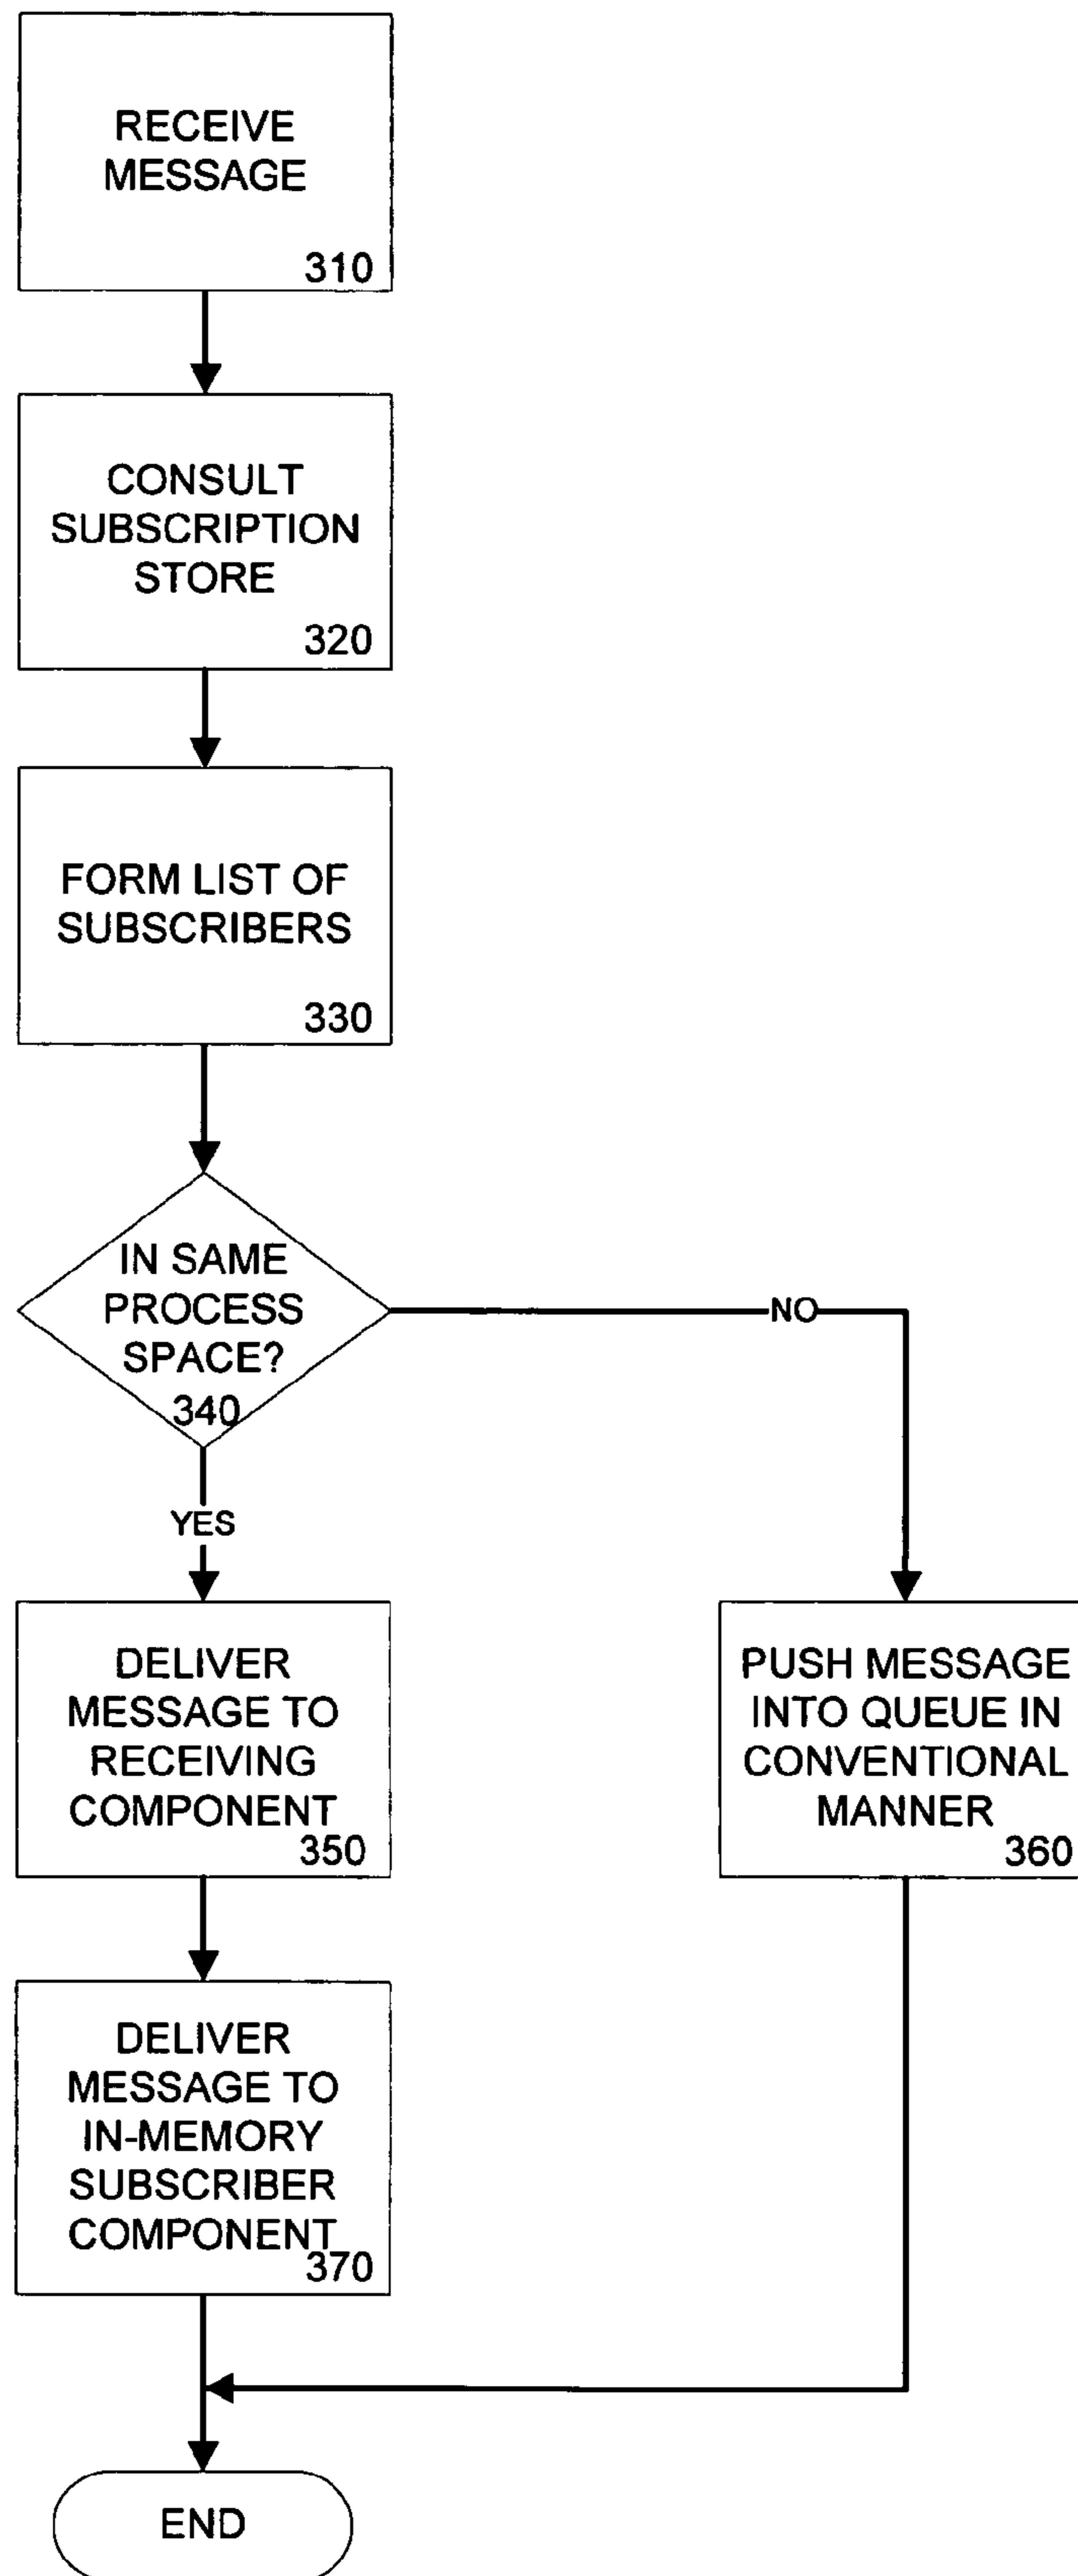 RECEIVE
MESSAGE
310
CONSULT
SUBSCRIPTION
STORE
320
FORM LIST OF
SUBSCRIBERS
330
IN SAME
PROCESS
SPACE?
340
NO
YES
DELIVER
MESSAGE TO
RECEIVING
COMPONENT
350
PUSH MESSAGE
INTO QUEUE IN
CONVENTIONAL
MANNER
360
DELIVER
MESSAGE TO
IN-MEMORY
SUBSCRIBER
COMPONENT
370
END